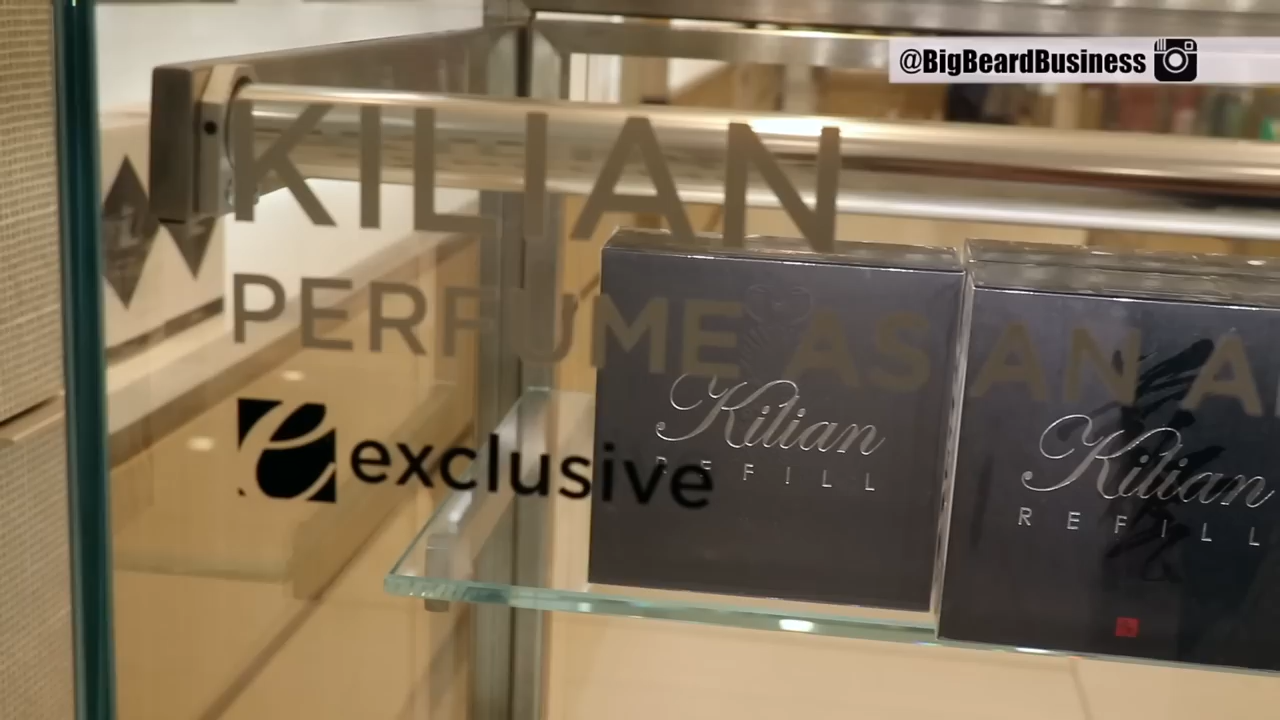 @BigBeardBusiness
KILIAN
PERFUME AS AN A
exclusive
Kilian
REFILL
Kilian
REFILL